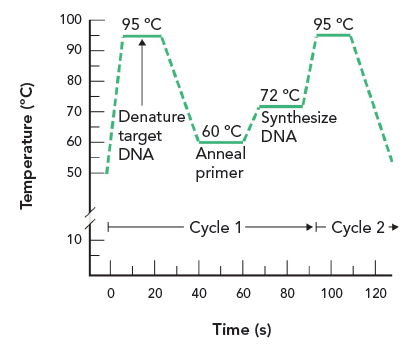 100
90
80
70
60
50
10
Temperature (°C)
95 °C
Denature
target
DNA
60 °C
Anneal
primer
72 °C
Synthesize
DNA
95 °C
Cycle 1
Cycle 2
0 20 40 60 80 100 120
Time (s)